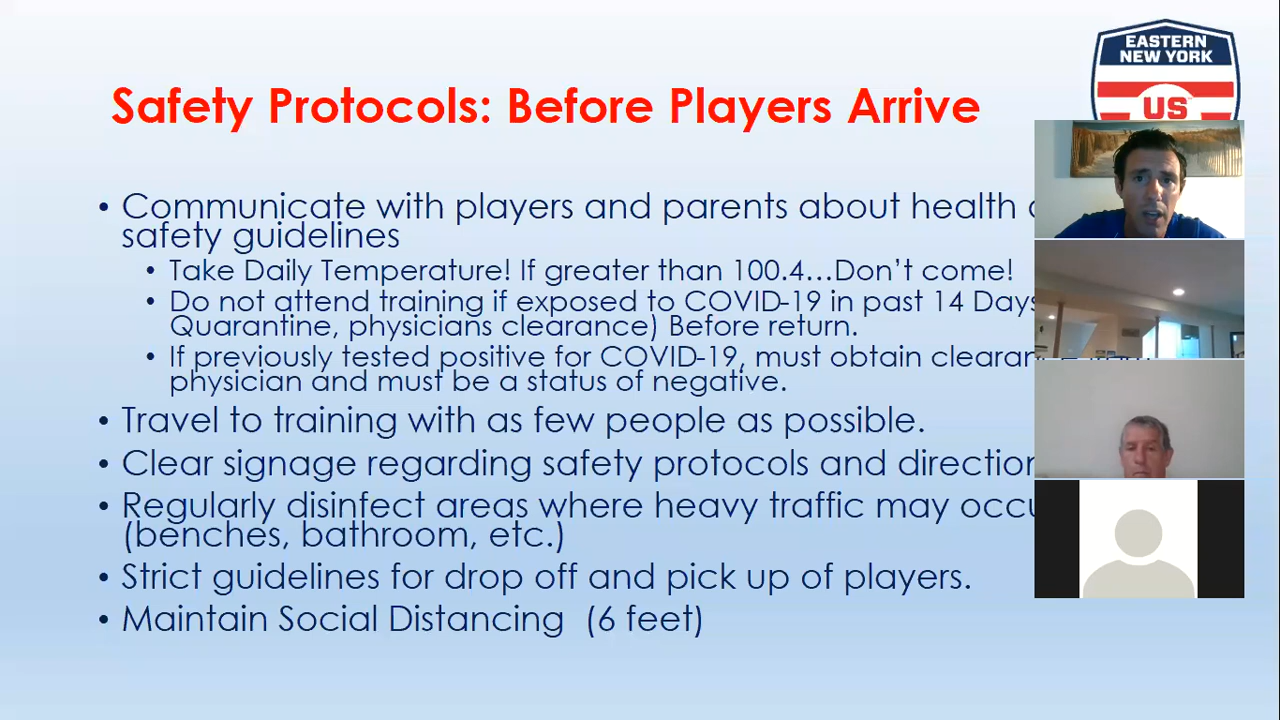 EASTERN
NEW YORK
US
Safety Protocols: Before Players Arrive
• Communicate with players and parents about health
safety guidelines
• Take Daily Temperature! If greater than 100.4…Don’t come!
• Do not attend training if exposed to COVID-19 in past 14 Days
Quarantine, physicians clearance) Before return.
• If previously tested positive for COVID-19, must obtain
physician and must be a status of negative.
• Travel to training with as few people as possible.
• Clear signage regarding safety protocols and
• Regularly disinfect areas where heavy traffic may
(benches, bathroom, etc.)
• Strict guidelines for drop off and pick up of players.
• Maintain Social Distancing (6 feet)